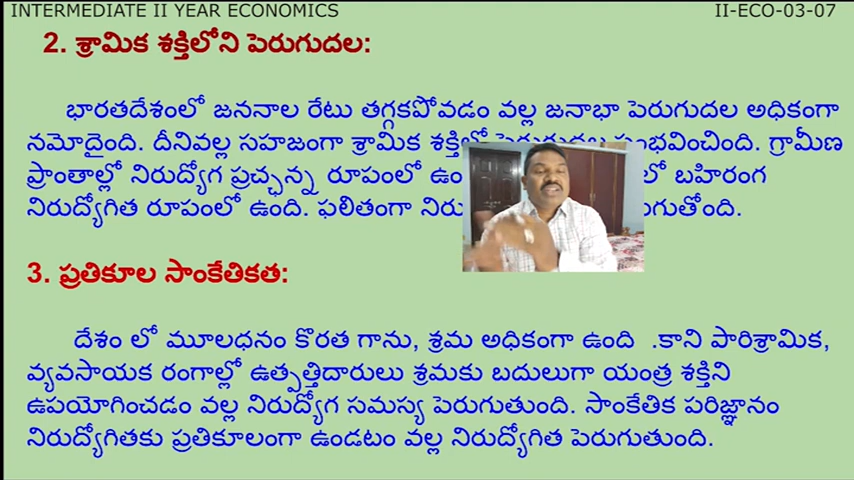 INTERMEDIATE II YEAR ECONOMICS II-ECO-03-07
2. శ్రామిక శక్తిలోని పెరుగుదల:
భారతదేశంలో జననాల రేటు తగ్గకపోవడం వల్ల జనాభా పెరుగుదల అధికంగా
నమోదైంది. దీనివల్ల సహజంగా శ్రామిక శక్తిలో పెరుగుదల సంభవించింది. గ్రామీణ
ప్రాంతాల్లో నిరుద్యోగ ప్రచ్ఛన్న రూపంలో లో బహిరంగ
నిరుద్యోగిత రూపంలో ఉంది. ఫలితంగా
3. ప్రతికూల సాంకేతికత:
దేశం లో మూలధనం కొరత గాను, శ్రమ అధికంగా ఉంది .కాని పారిశ్రామిక,
వ్యవసాయక రంగాల్లో ఉత్పత్తిదారులు శ్రమకు బదులుగా యంత్ర శక్తిని
ఉపయోగించడం వల్ల నిరుద్యోగ సమస్య పెరుగుతుంది. సాంకేతిక పరిజ్ఞానం
నిరుద్యోగితకు ప్రతికూలంగా ఉండటం వల్ల నిరుద్యోగిత పెరుగుతుంది.